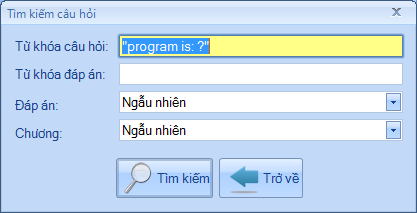 Tìm kiếm câu hỏi
Từ khóa câu hỏi: "program is: ?"
Từ khóa đáp án:
Đáp án: Ngẫu nhiên
Chương: Ngẫu nhiên
Tìm kiếm Trở về